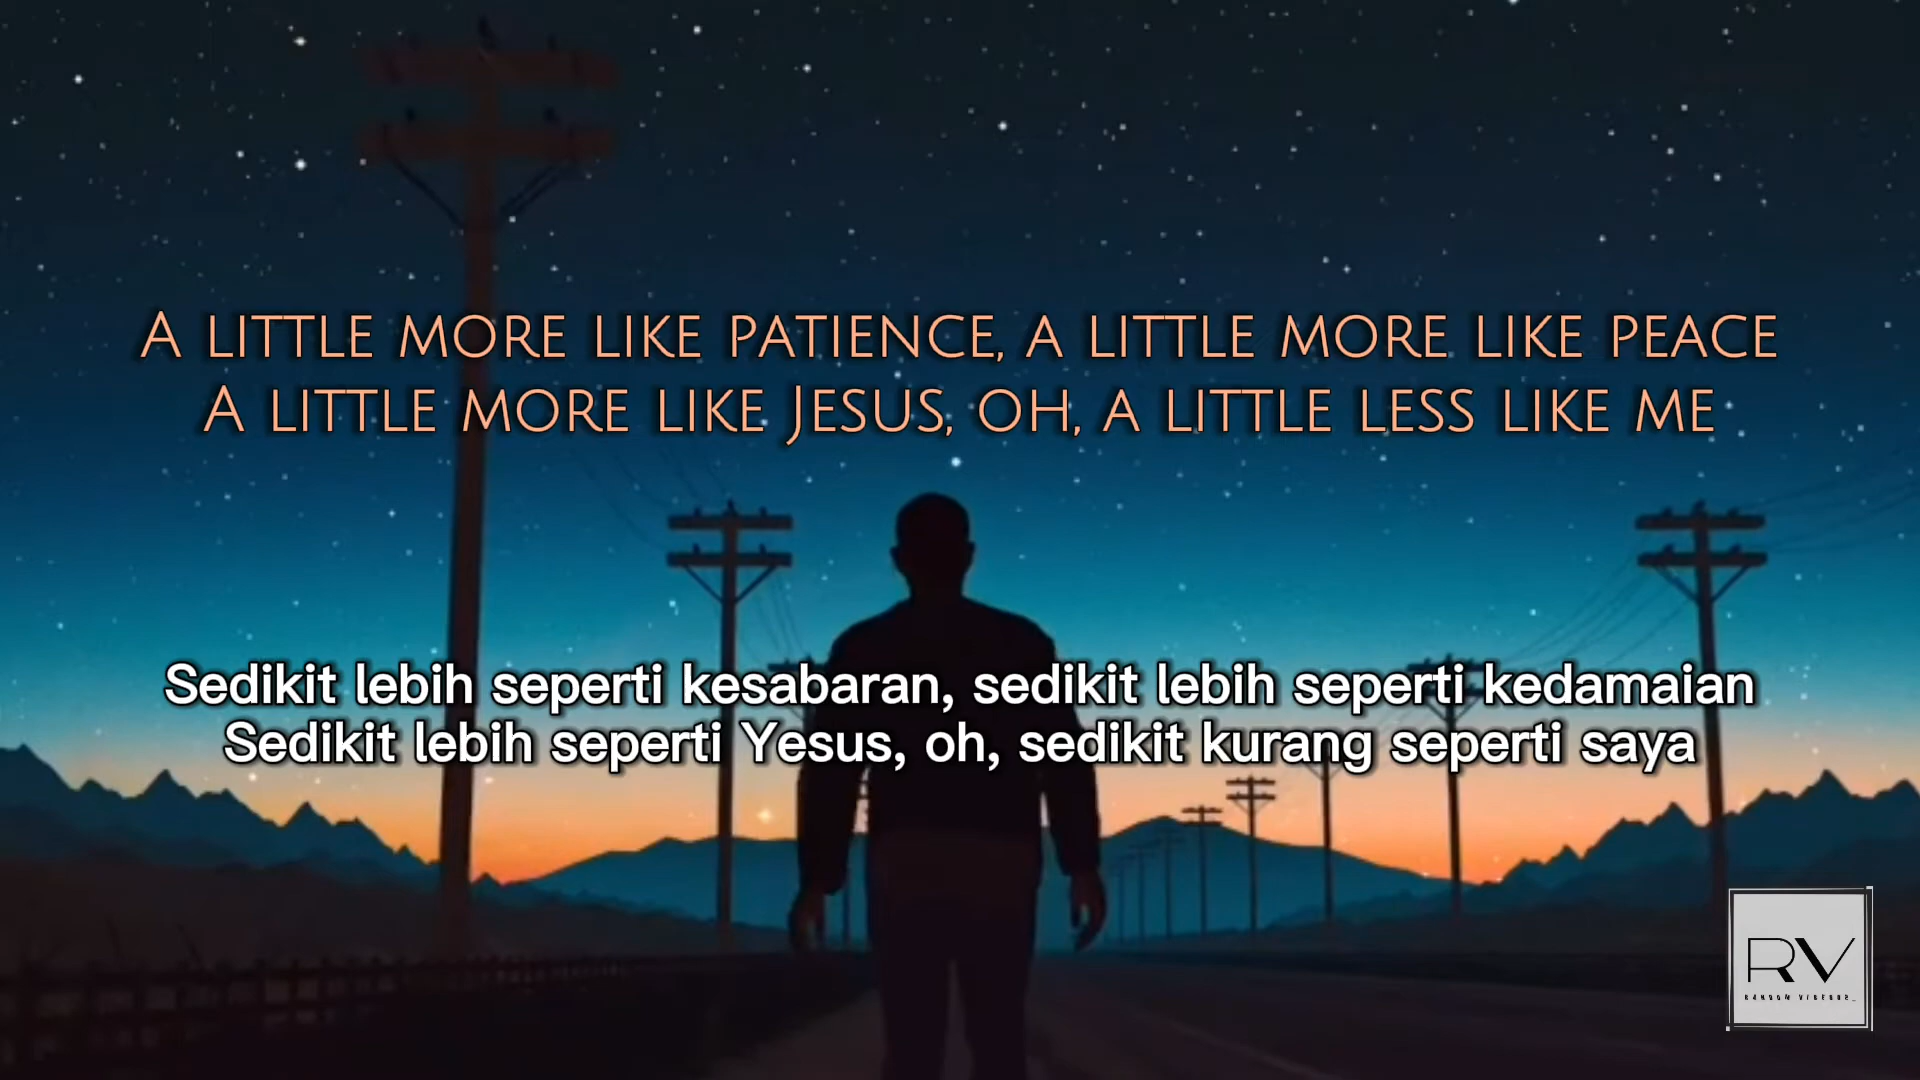 A LITTLE MORE LIKE PATIENCE, A LITTLE MORE LIKE PEACE
A LITTLE MORE LIKE JESUS, OH, A LITTLE LESS LIKE ME
Sedikit lebih seperti kesabaran, sedikit lebih seperti kedamaian
Sedikit lebih seperti Yesus, oh, sedikit kurang seperti saya
RV